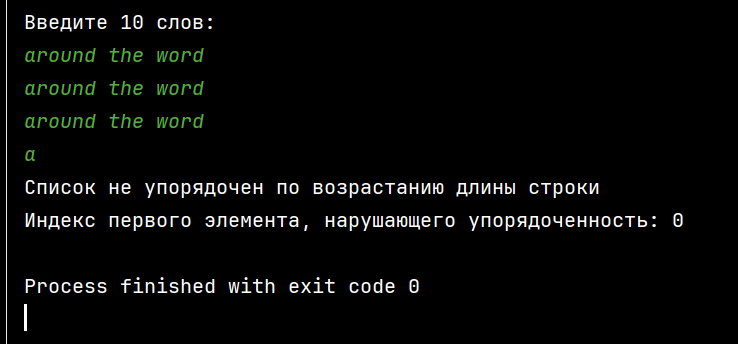 Введите 10 слов:
around the word
around the word
around the word
a
Список не упорядочен по возрастанию длины строки
Индекс первого элемента, нарушающего упорядоченность: 0
Process finished with exit code 0